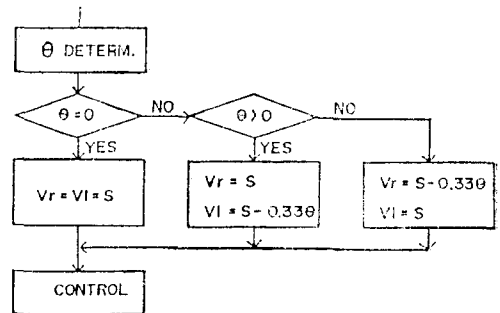 θ DETERM.
θ=0
NO
θ>0
NO
YES
YES
Vr = Vl = S
Vr = S
Vl = S - 0.33θ
Vr = S - 0.33θ
Vl = S
CONTROL